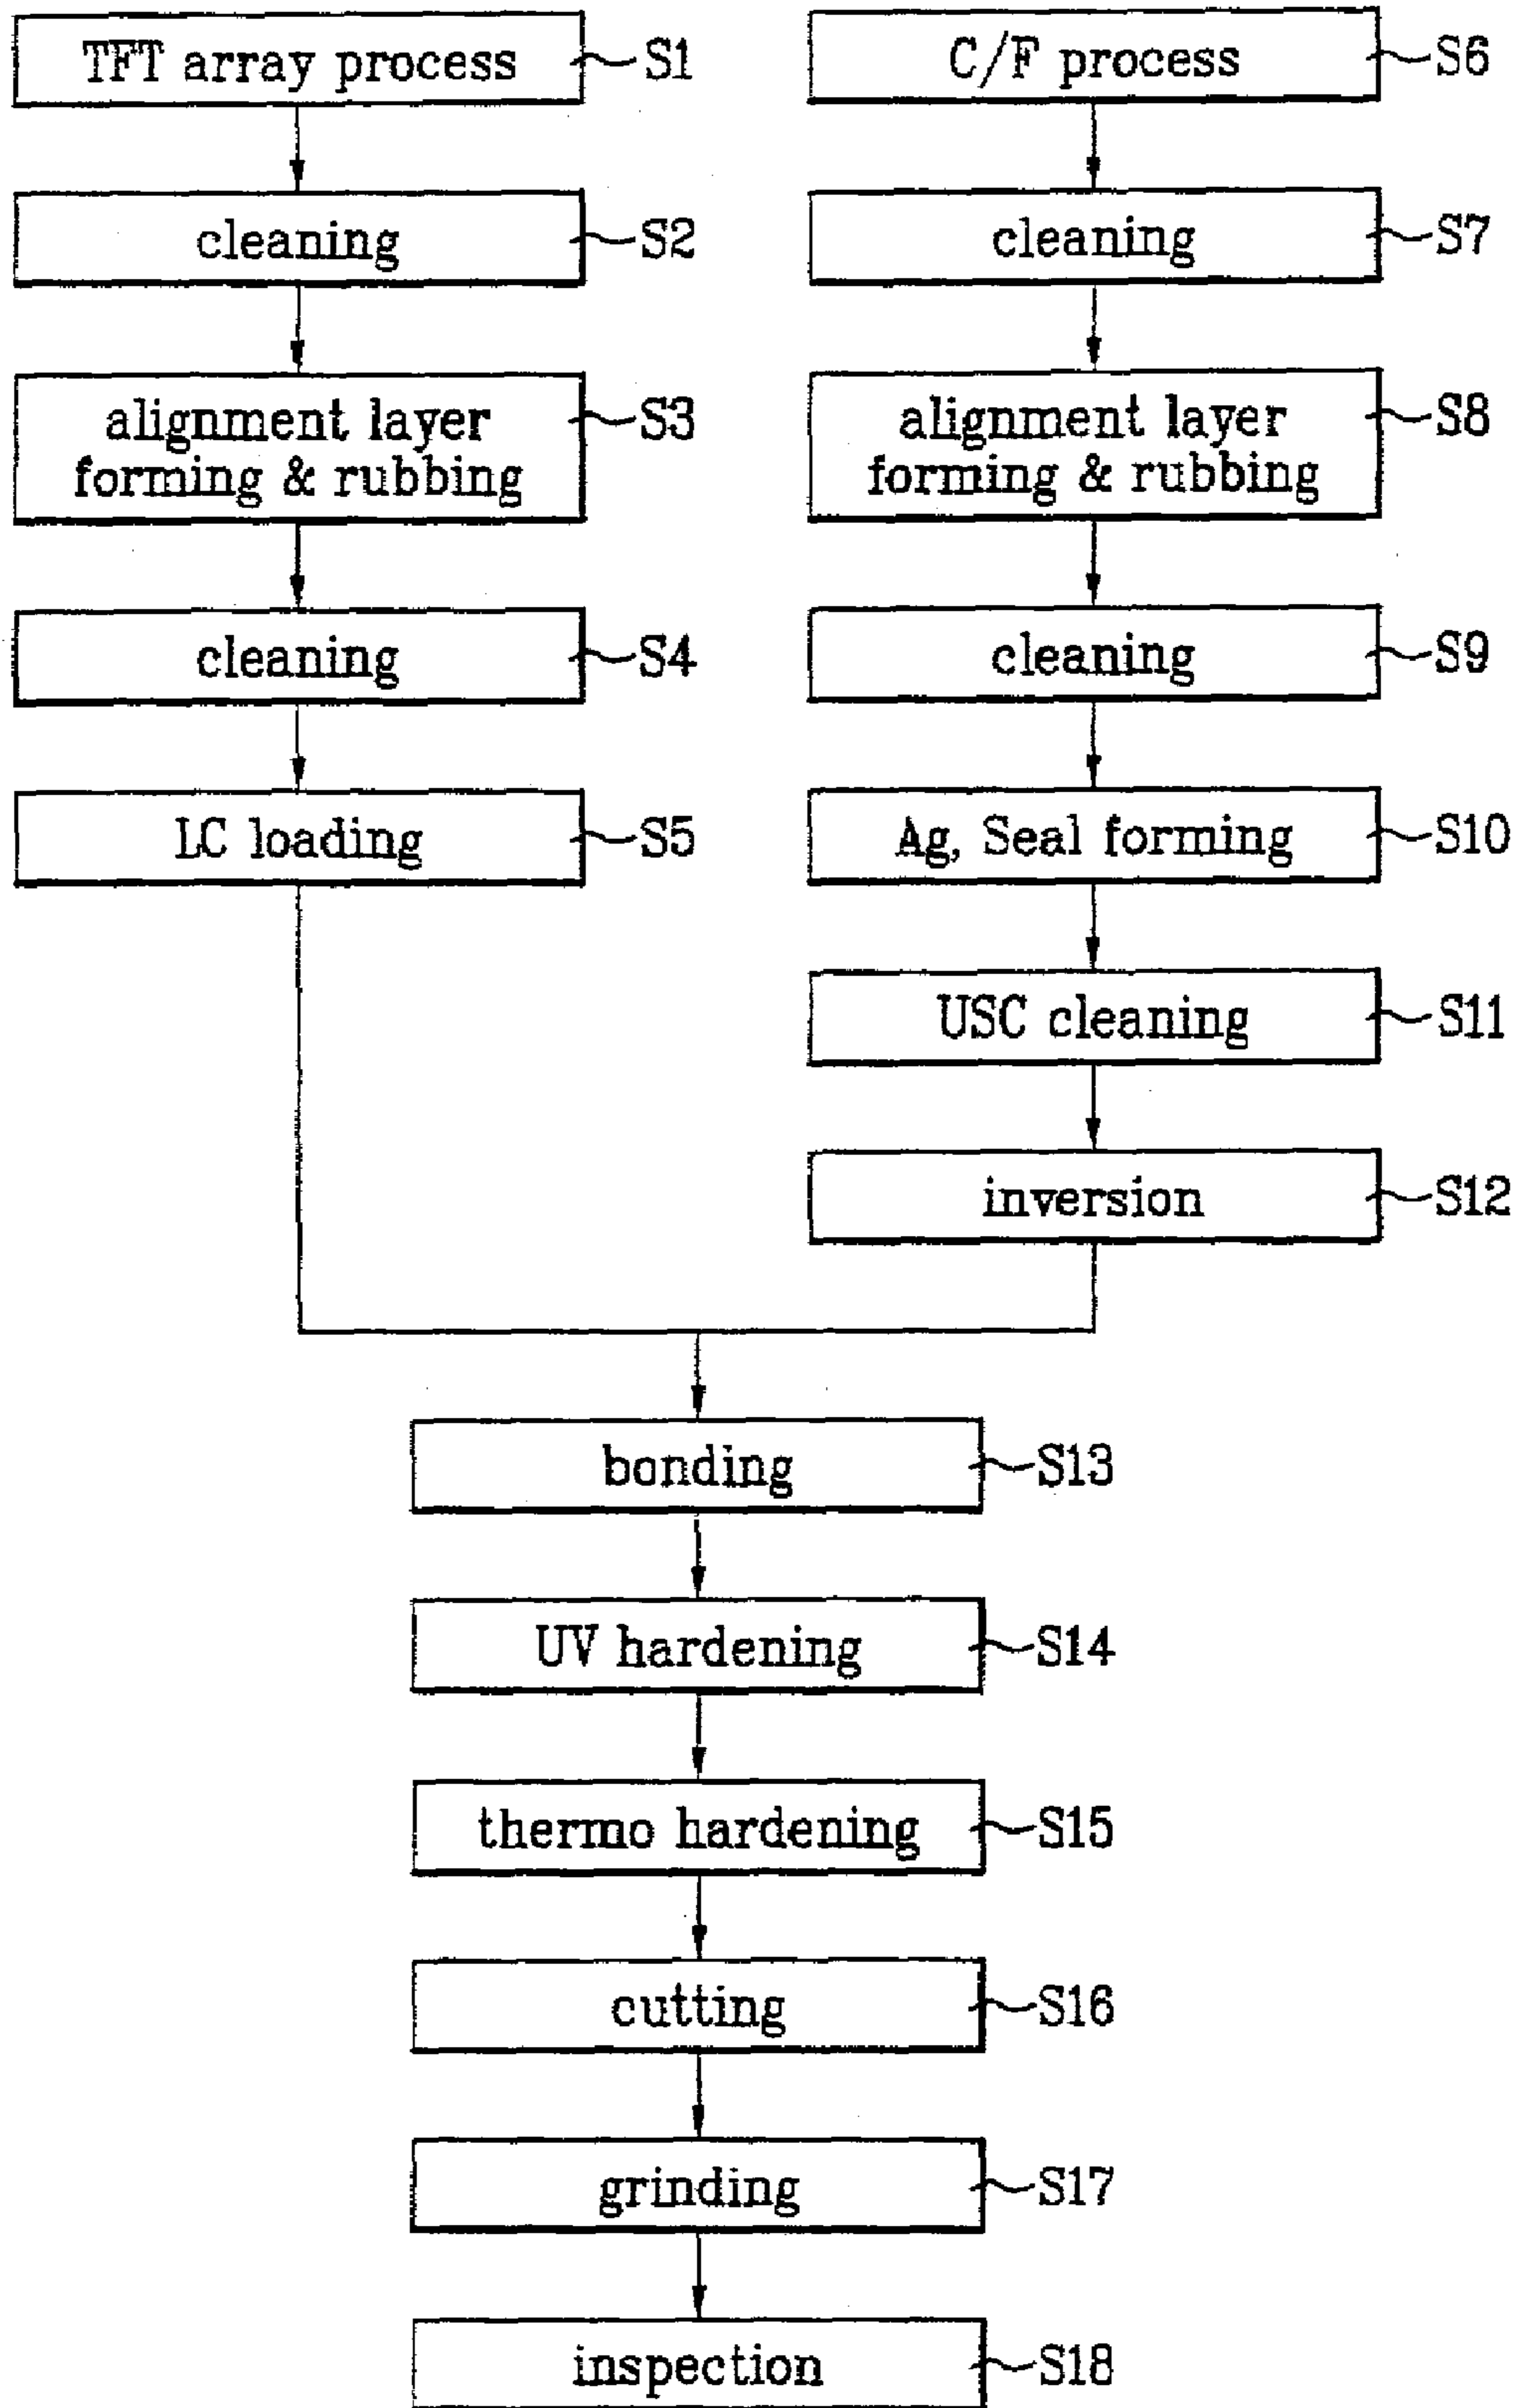 TFT array process S1
cleaning S2
alignment layer
forming & rubbing S3
cleaning S4
LC loading S5
C/F process S6
cleaning S7
alignment layer
forming & rubbing S8
cleaning S9
Ag, Seal forming S10
USC cleaning S11
inversion S12
bonding S13
UV hardening S14
thermo hardening S15
cutting S16
grinding S17
inspection S18